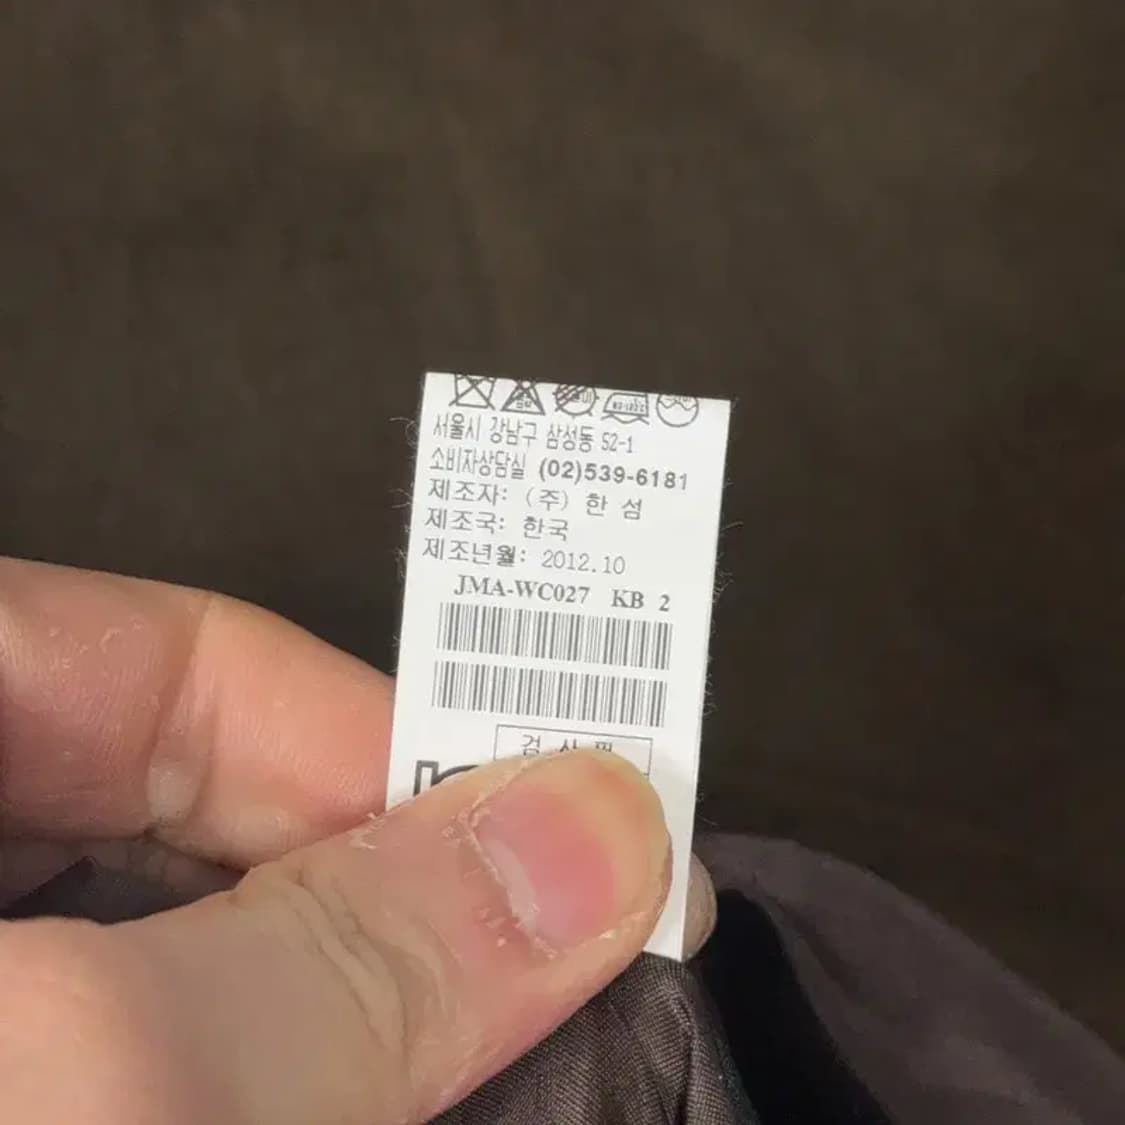 서울시 강남구 삼성동 52-1
소비자상담실 (02)539-6181
제조자: (주) 한 섬
제조국: 한국
제조년월: 2012.10
JMA-WC027 KB 2
검 사